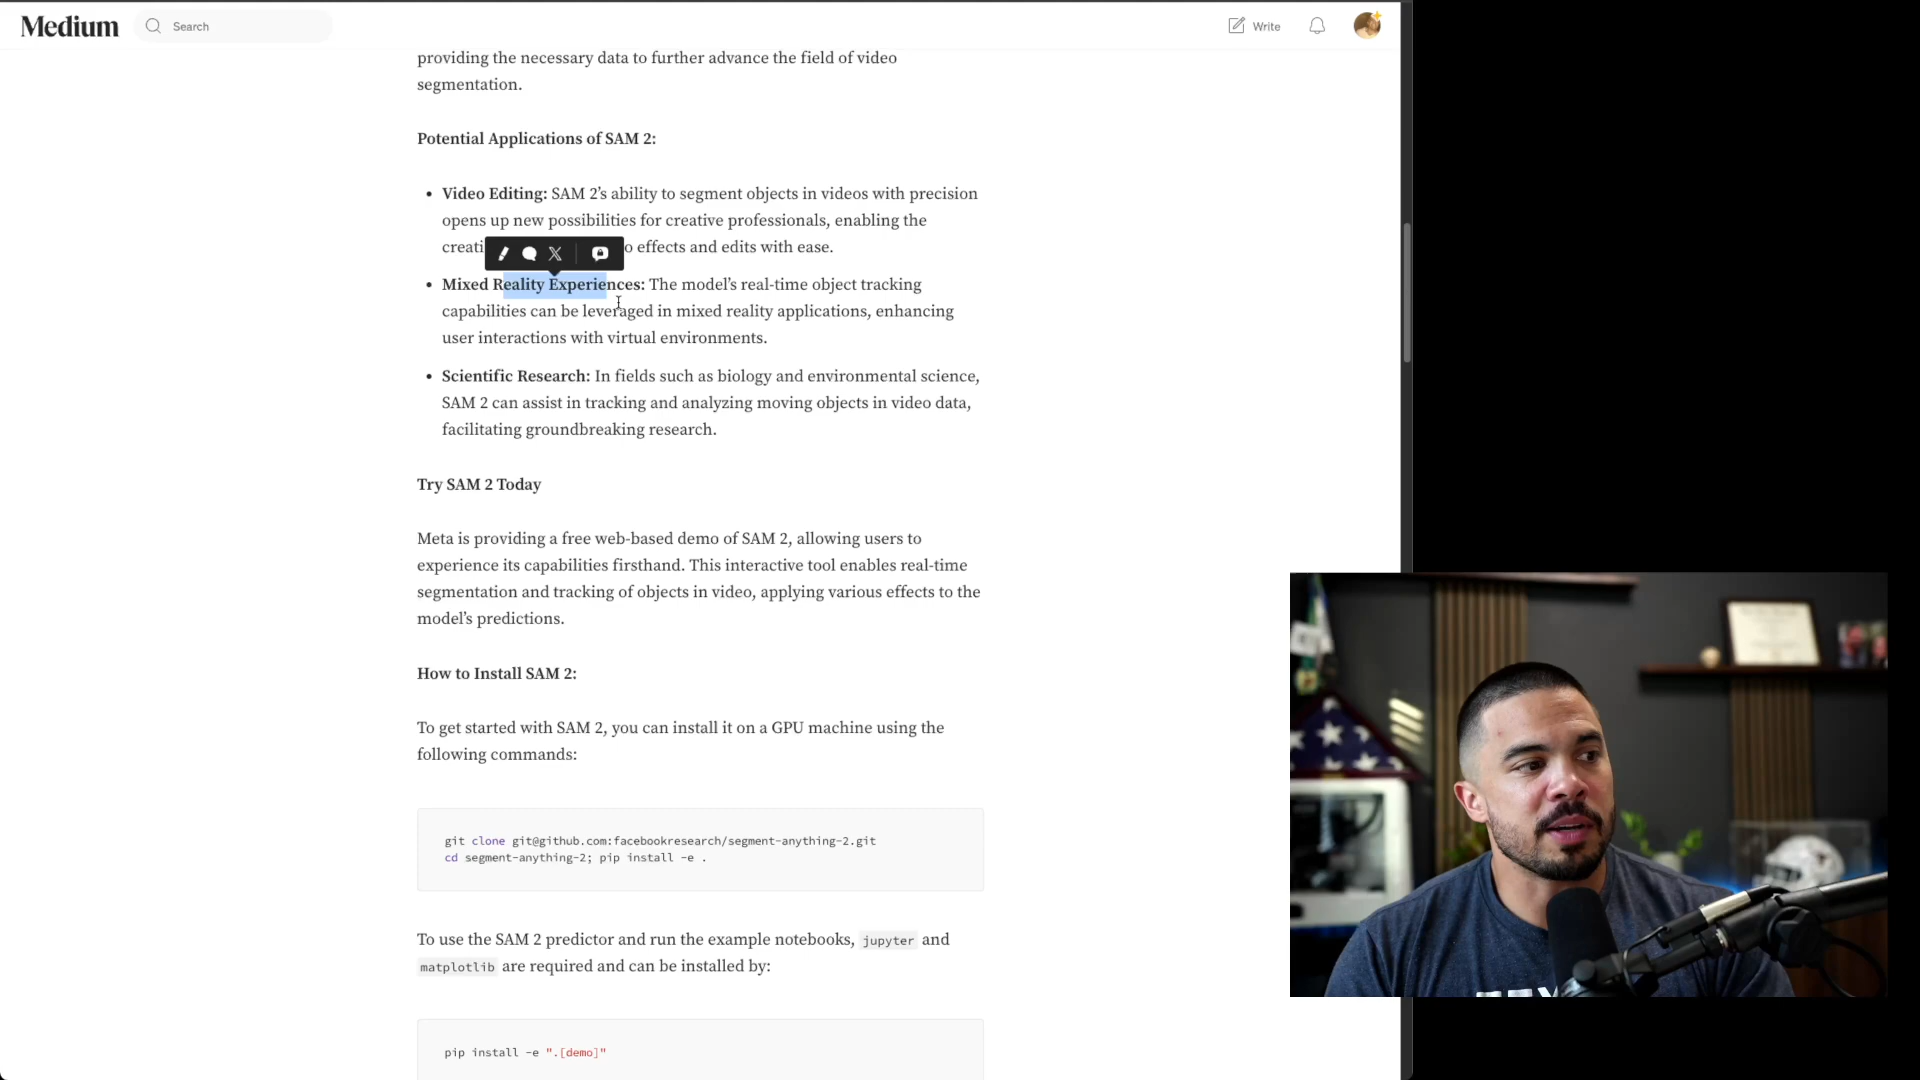 Medium
Search
Write
providing the necessary data to further advance the field of video
segmentation.
Potential Applications of SAM 2:
• Video Editing: SAM 2’s ability to segment objects in videos with precision
opens up new possibilities for creative professionals, enabling the
creati o effects and edits with ease.
• Mixed Reality Experiences: The model’s real-time object tracking
capabilities can be leveraged in mixed reality applications, enhancing
user interactions with virtual environments.
• Scientific Research: In fields such as biology and environmental science,
SAM 2 can assist in tracking and analyzing moving objects in video data,
facilitating groundbreaking research.
Try SAM 2 Today
Meta is providing a free web-based demo of SAM 2, allowing users to
experience its capabilities firsthand. This interactive tool enables real-time
segmentation and tracking of objects in video, applying various effects to the
model’s predictions.
How to Install SAM 2:
To get started with SAM 2, you can install it on a GPU machine using the
following commands:
git clone git@github.com:facebookresearch/segment-anything-2.git
cd segment-anything-2; pip install -e .
To use the SAM 2 predictor and run the example notebooks, jupyter and
matplotlib are required and can be installed by:
pip install -e ".[demo]"